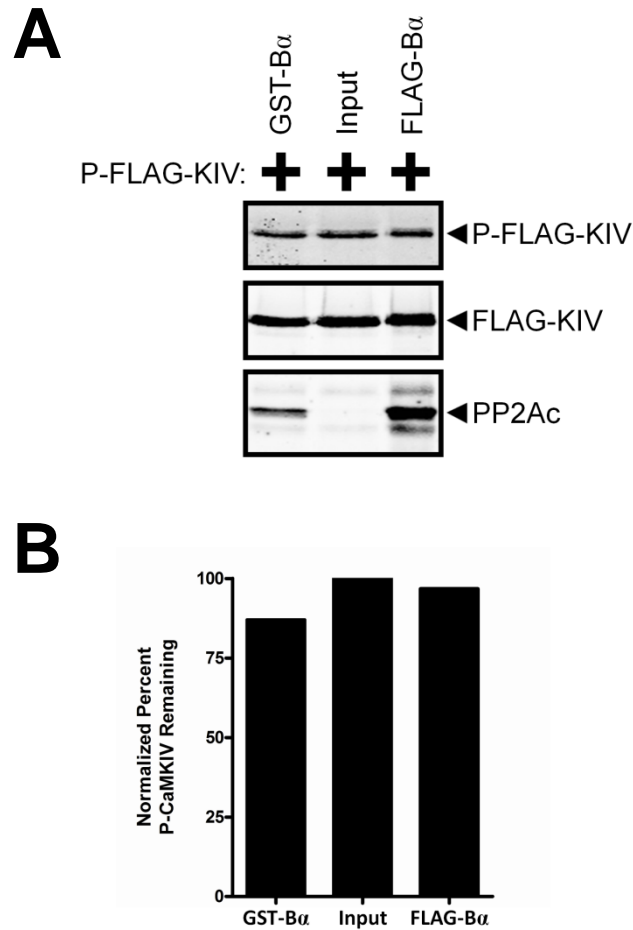 A
GST-Bα
Input
FLAG-Bα
P-FLAG-KIV: + + +
P-FLAG-KIV
FLAG-KIV
PP2Ac
B
Normalized Percent
P-CaMKIV Remaining
100
75
50
25
0
GST-Bα Input FLAG-Bα